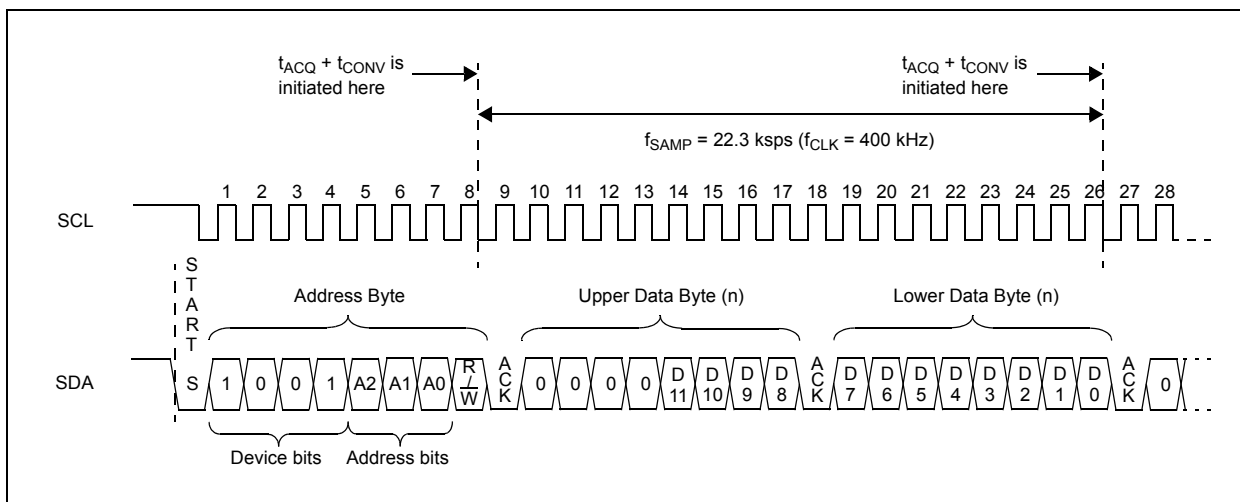 tACQ + tCONV is
initiated here
tACQ + tCONV is
initiated here
fSAMP = 22.3 ksps (fCLK = 400 kHz)
1 2 3 4 5 6 7 8 9 10 11 12 13 14 15 16 17 18 19 20 21 22 23 24 25 26 27 28
SCL
START
Address Byte
Upper Data Byte (n)
Lower Data Byte (n)
SDA
S 1 0 0 1 A2 A1 A0 R/W ACK 0 0 0 0 D11 D10 D9 D8 ACK D7 D6 D5 D4 D3 D2 D1 D0 ACK 0
Device bits
Address bits